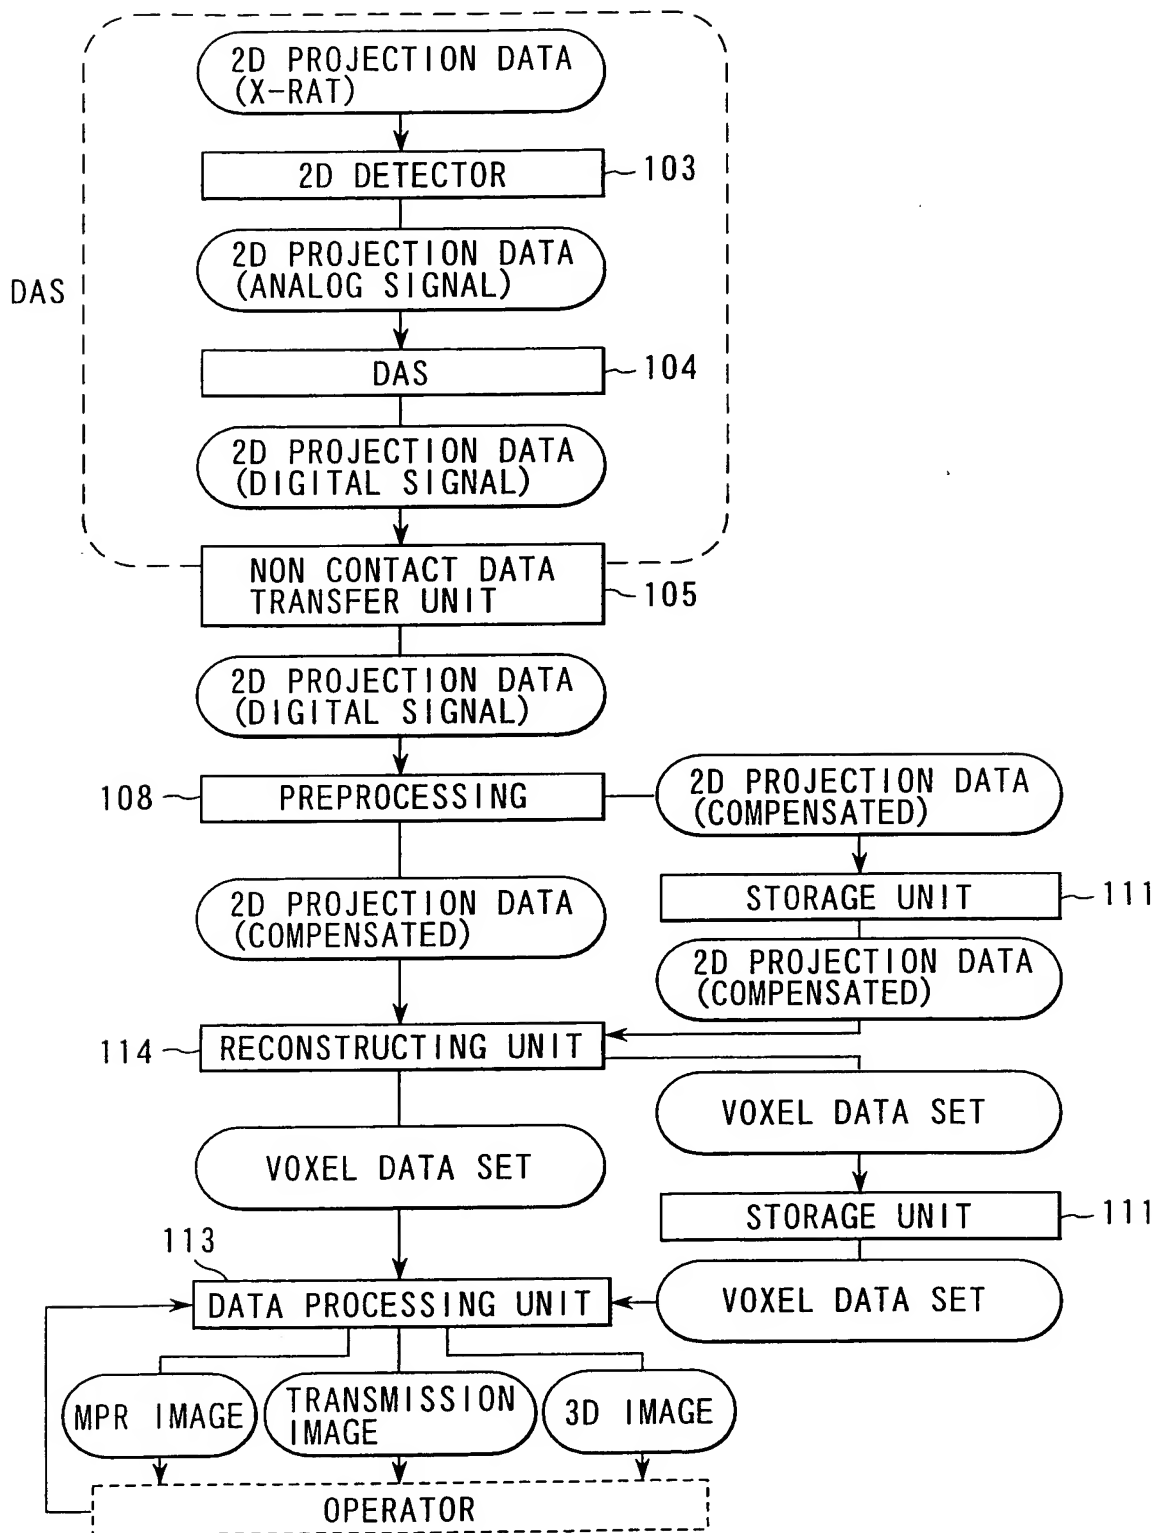 2D PROJECTION DATA
(X-RAT)
2D DETECTOR
103
2D PROJECTION DATA
(ANALOG SIGNAL)
DAS
DAS
104
2D PROJECTION DATA
(DIGITAL SIGNAL)
NON CONTACT DATA
TRANSFER UNIT
105
2D PROJECTION DATA
(DIGITAL SIGNAL)
108
PREPROCESSING
2D PROJECTION DATA
(COMPENSATED)
STORAGE UNIT
111
2D PROJECTION DATA
(COMPENSATED)
2D PROJECTION DATA
(COMPENSATED)
114
RECONSTRUCTING UNIT
VOXEL DATA SET
VOXEL DATA SET
STORAGE UNIT
111
113
DATA PROCESSING UNIT
VOXEL DATA SET
MPR IMAGE
TRANSMISSION
IMAGE
3D IMAGE
OPERATOR